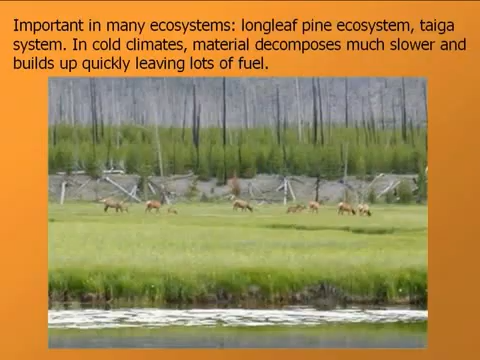 Important in many ecosystems: longleaf pine ecosystem, taiga
system. In cold climates, material decomposes much slower and
builds up quickly leaving lots of fuel.